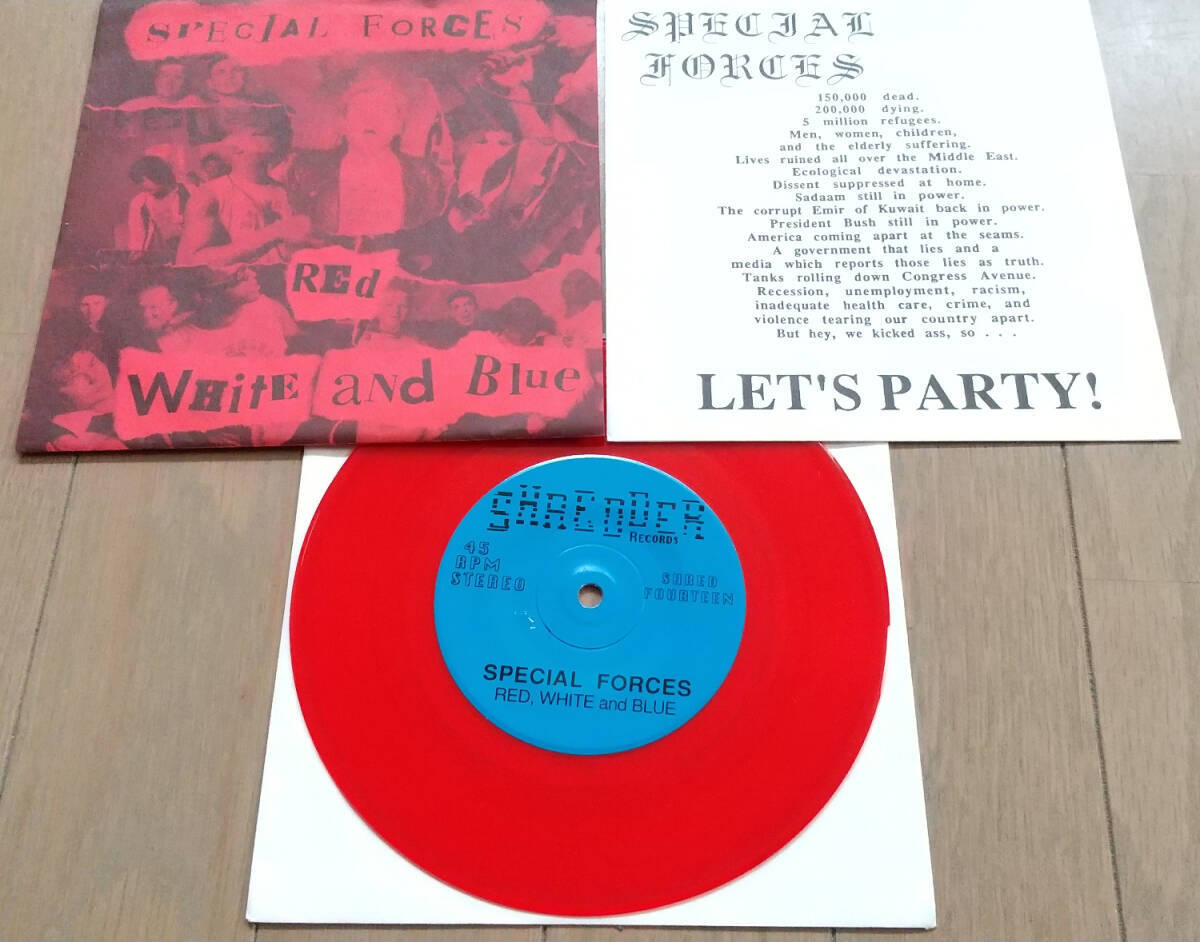 SPECIAL FORCES
REd
WHitE aNd Blue
SPECIAL
FORCES
150,000 dead.
200,000 dying.
5 million refugees.
Men, women, children,
and the elderly suffering.
Lives ruined all over the Middle East.
Ecological devastation.
Dissent suppressed at home.
Sadaam still in power.
The corrupt Emir of Kuwait back in power.
President Bush still in power.
America coming apart at the seams.
A government that lies and a
media which reports those lies as truth.
Tanks rolling down Congress Avenue.
Recession, unemployment, racism,
inadequate health care, crime, and
violence tearing our country apart.
But hey, we kicked ass, so . . .
LET'S PARTY!
SHREDDER
RECORDS
45
RPM
STEREO
SHRED
FOURTEEN
SPECIAL FORCES
RED, WHITE and BLUE